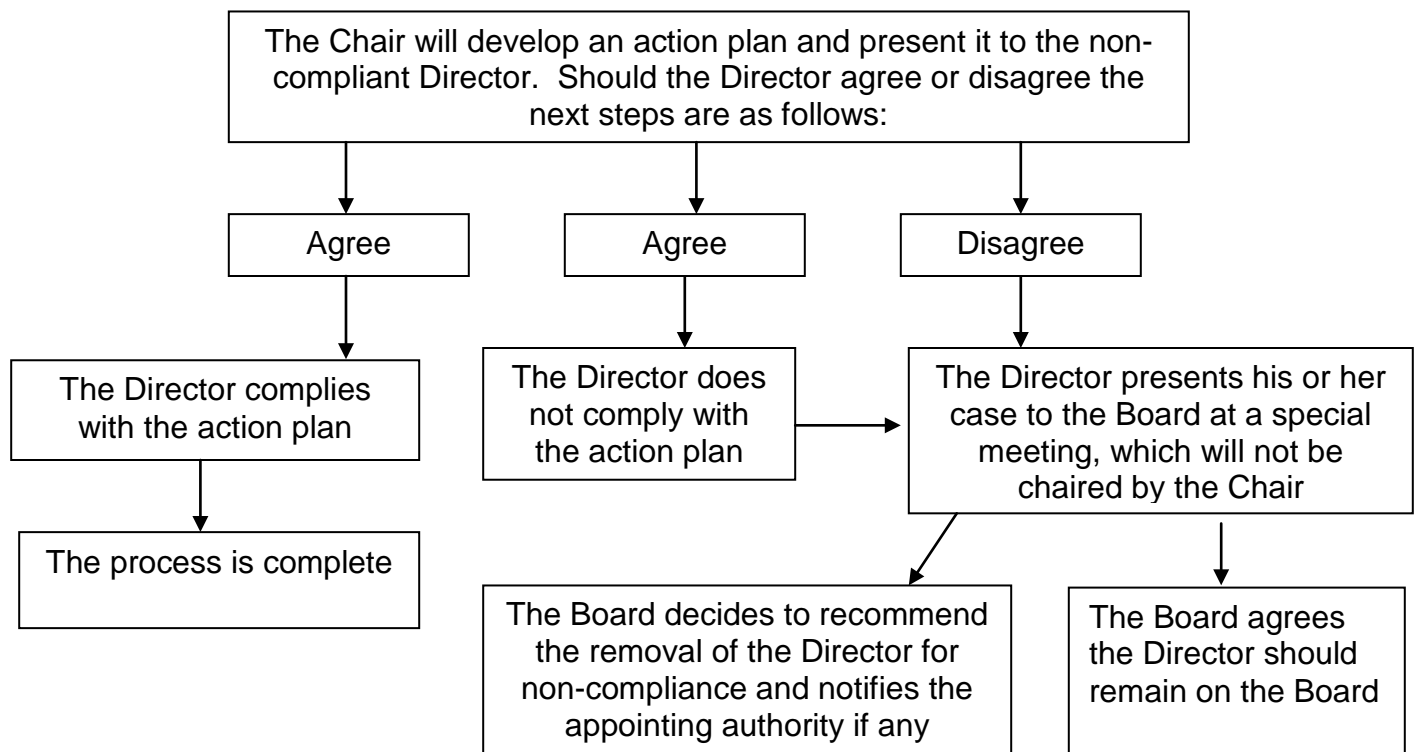 The Chair will develop an action plan and present it to the non-
compliant Director.  Should the Director agree or disagree the
next steps are as follows:
Agree
Agree
Disagree
The Director complies
with the action plan
The Director does
not comply with
the action plan
The Director presents his or her
case to the Board at a special
meeting, which will not be
chaired by the Chair
The process is complete
The Board decides to recommend
the removal of the Director for
non-compliance and notifies the
appointing authority if any
The Board agrees
the Director should
remain on the Board